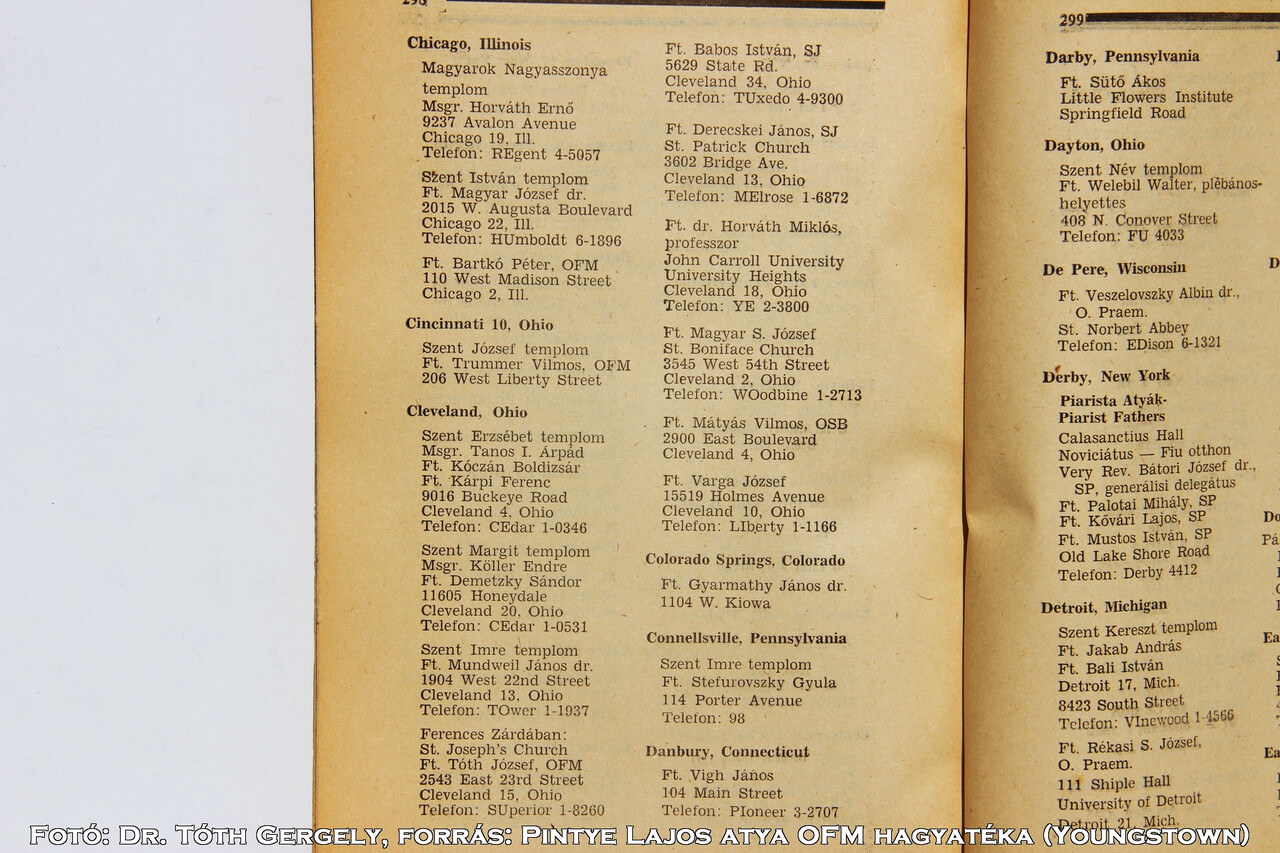 298
Chicago, Illinois
Magyarok Nagyasszonya
templom
Msgr. Horváth Ernő
9237 Avalon Avenue
Chicago 19, Ill.
Telefon: REgent 4-5057
Szent István templom
Ft. Magyar József dr.
2015 W. Augusta Boulevard
Chicago 22, Ill.
Telefon: HUmboldt 6-1896
Ft. Bartkó Péter, OFM
110 West Madison Street
Chicago 2, Ill.
Cincinnati 10, Ohio
Szent József templom
Ft. Trummer Vilmos, OFM
206 West Liberty Street
Cleveland, Ohio
Szent Erzsébet templom
Msgr. Tanos I. Árpád
Ft. Kóczán Boldizsár
Ft. Kárpi Ferenc
9016 Buckeye Road
Cleveland 4, Ohio
Telefon: CEdar 1-0346
Szent Margit templom
Msgr. Köller Endre
Ft. Demetzky Sándor
11605 Honeydale
Cleveland 20, Ohio
Telefon: CEdar 1-0531
Szent Imre templom
Ft. Mundweil János dr.
1904 West 22nd Street
Cleveland 13, Ohio
Telefon: TOwer 1-1937
Ferences Zárdában:
St. Joseph's Church
Ft. Tóth József, OFM
2543 East 23rd Street
Cleveland 15, Ohio
Telefon: SUperior 1-8260
Ft. Babos István, SJ
5629 State Rd.
Cleveland 34, Ohio
Telefon: TUxedo 4-9300
Ft. Derecskei János, SJ
St. Patrick Church
3602 Bridge Ave.
Cleveland 13, Ohio
Telefon: MElrose 1-6872
Ft. dr. Horváth Miklós,
professzor
John Carroll University
University Heights
Cleveland 18, Ohio
Telefon: YE 2-3800
Ft. Magyar S. József
St. Boniface Church
3545 West 54th Street
Cleveland 2, Ohio
Telefon: WOodbine 1-2713
Ft. Mátyás Vilmos, OSB
2900 East Boulevard
Cleveland 4, Ohio
Ft. Varga József
15519 Holmes Avenue
Cleveland 10, Ohio
Telefon: LIberty 1-1166
Colorado Springs, Colorado
Ft. Gyarmathy János dr.
1104 W. Kiowa
Connellsville, Pennsylvania
Szent Imre templom
Ft. Stefurovszky Gyula
114 Porter Avenue
Telefon: 98
Danbury, Connecticut
Ft. Vigh János
104 Main Street
Telefon: PIoneer 3-2707
299
Darby, Pennsylvania
Ft. Sütő Ákos
Little Flowers Institute
Springfield Road
Dayton, Ohio
Szent Név templom
Ft. Welebil Walter, plébános-
helyettes
408 N. Conover Street
Telefon: FU 4033
De Pere, Wisconsin
Ft. Veszelovszky Albin dr.,
O. Praem.
St. Norbert Abbey
Telefon: EDison 6-1321
Derby, New York
Piarista Atyák-
Piarist Fathers
Calasanctius Hall
Noviciátus — Fiu otthon
Very Rev. Bátori József dr.,
SP, generálisi delegátus
Ft. Palotai Mihály, SP
Ft. Kővári Lajos, SP
Ft. Mustos István, SP
Old Lake Shore Road
Telefon: Derby 4412
Detroit, Michigan
Szent Kereszt templom
Ft. Jakab András
Ft. Bali István
Detroit 17, Mich.
8423 South Street
Telefon: VInewood 1-4566
Ft. Rékasi S. József,
O. Praem.
111 Shiple Hall
University of Detroit
Detroit 21, Mich.
D
Do
Pá
Ea
Ea
Fotó: Dr. Tóth Gergely, forrás: Pintye Lajos atya OFM hagyatéka (Youngstown)